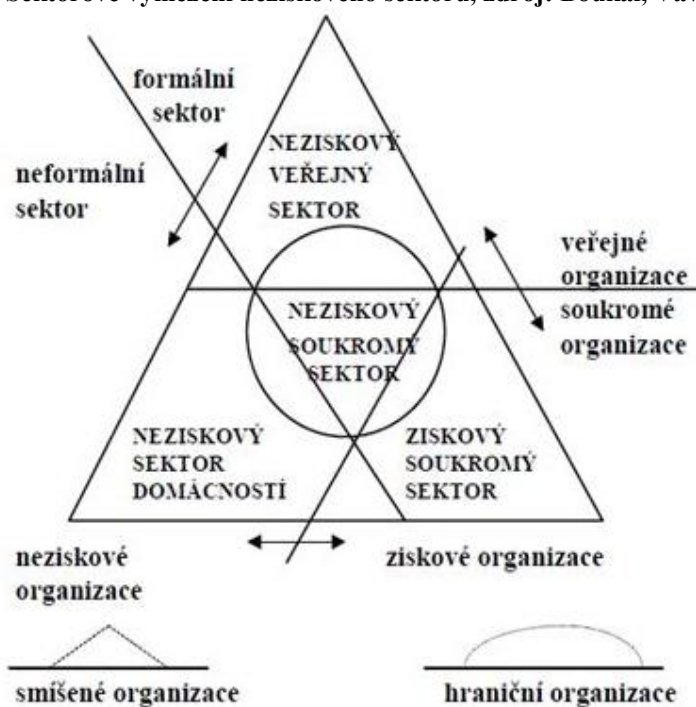 formální
sektor
neformální
sektor
NEZISKOVÝ
VEŘEJNÝ
SEKTOR
veřejné
organizace
soukromé
organizace
NEZISKOVÝ
SOUKROMÝ
SEKTOR
NEZISKOVÝ
SEKTOR
DOMÁCNOSTÍ
ZISKOVÝ
SOUKROMÝ
SEKTOR
neziskové
organizace
ziskové organizace
smíšené organizace
hraniční organizace